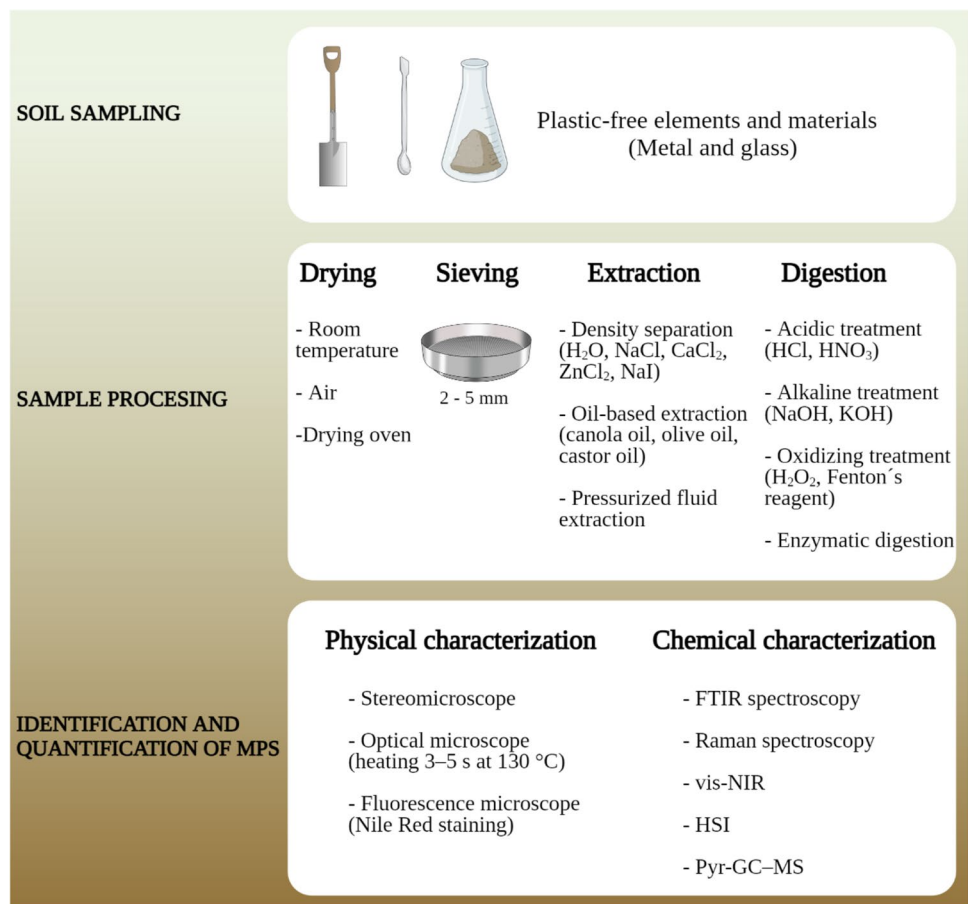 SOIL SAMPLING
Plastic-free elements and materials
(Metal and glass)
SAMPLE PROCESING
Drying
- Room
temperature
- Air
-Drying oven
Sieving
2 - 5 mm
Extraction
- Density separation
(H₂O, NaCl, CaCl₂,
ZnCl₂, NaI)
- Oil-based extraction
(canola oil, olive oil,
castor oil)
- Pressurized fluid
extraction
Digestion
- Acidic treatment
(HCl, HNO₃)
- Alkaline treatment
(NaOH, KOH)
- Oxidizing treatment
(H₂O₂, Fenton´s
reagent)
- Enzymatic digestion
IDENTIFICATION AND
QUANTIFICATION OF MPS
Physical characterization
- Stereomicroscope
- Optical microscope
(heating 3–5 s at 130 °C)
- Fluorescence microscope
(Nile Red staining)
Chemical characterization
- FTIR spectroscopy
- Raman spectroscopy
- vis-NIR
- HSI
- Pyr-GC–MS